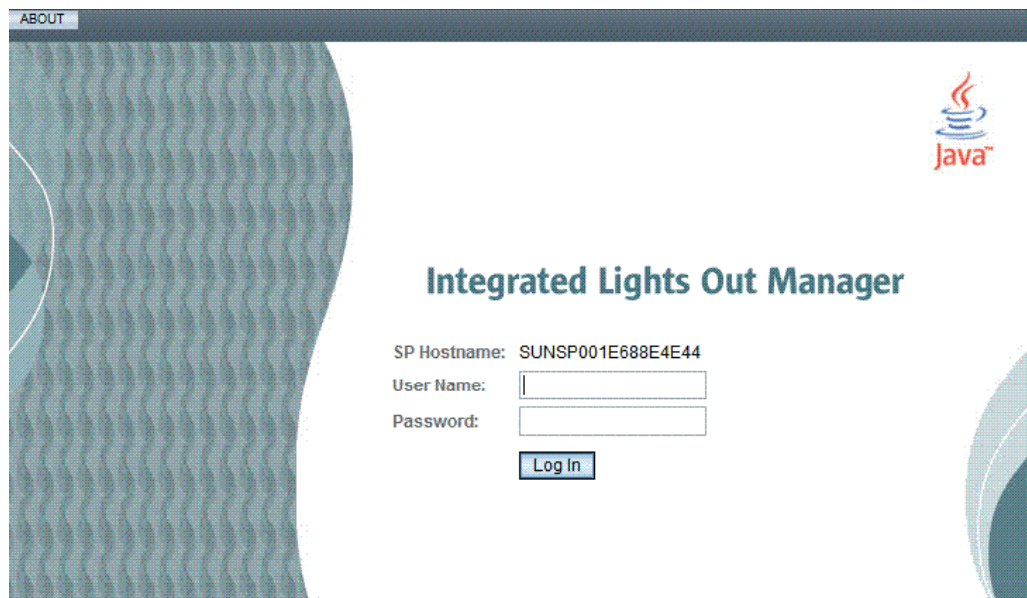 ABOUT
Java™
Integrated Lights Out Manager
SP Hostname: SUNSP001E688E4E44
User Name:
Password:
Log In